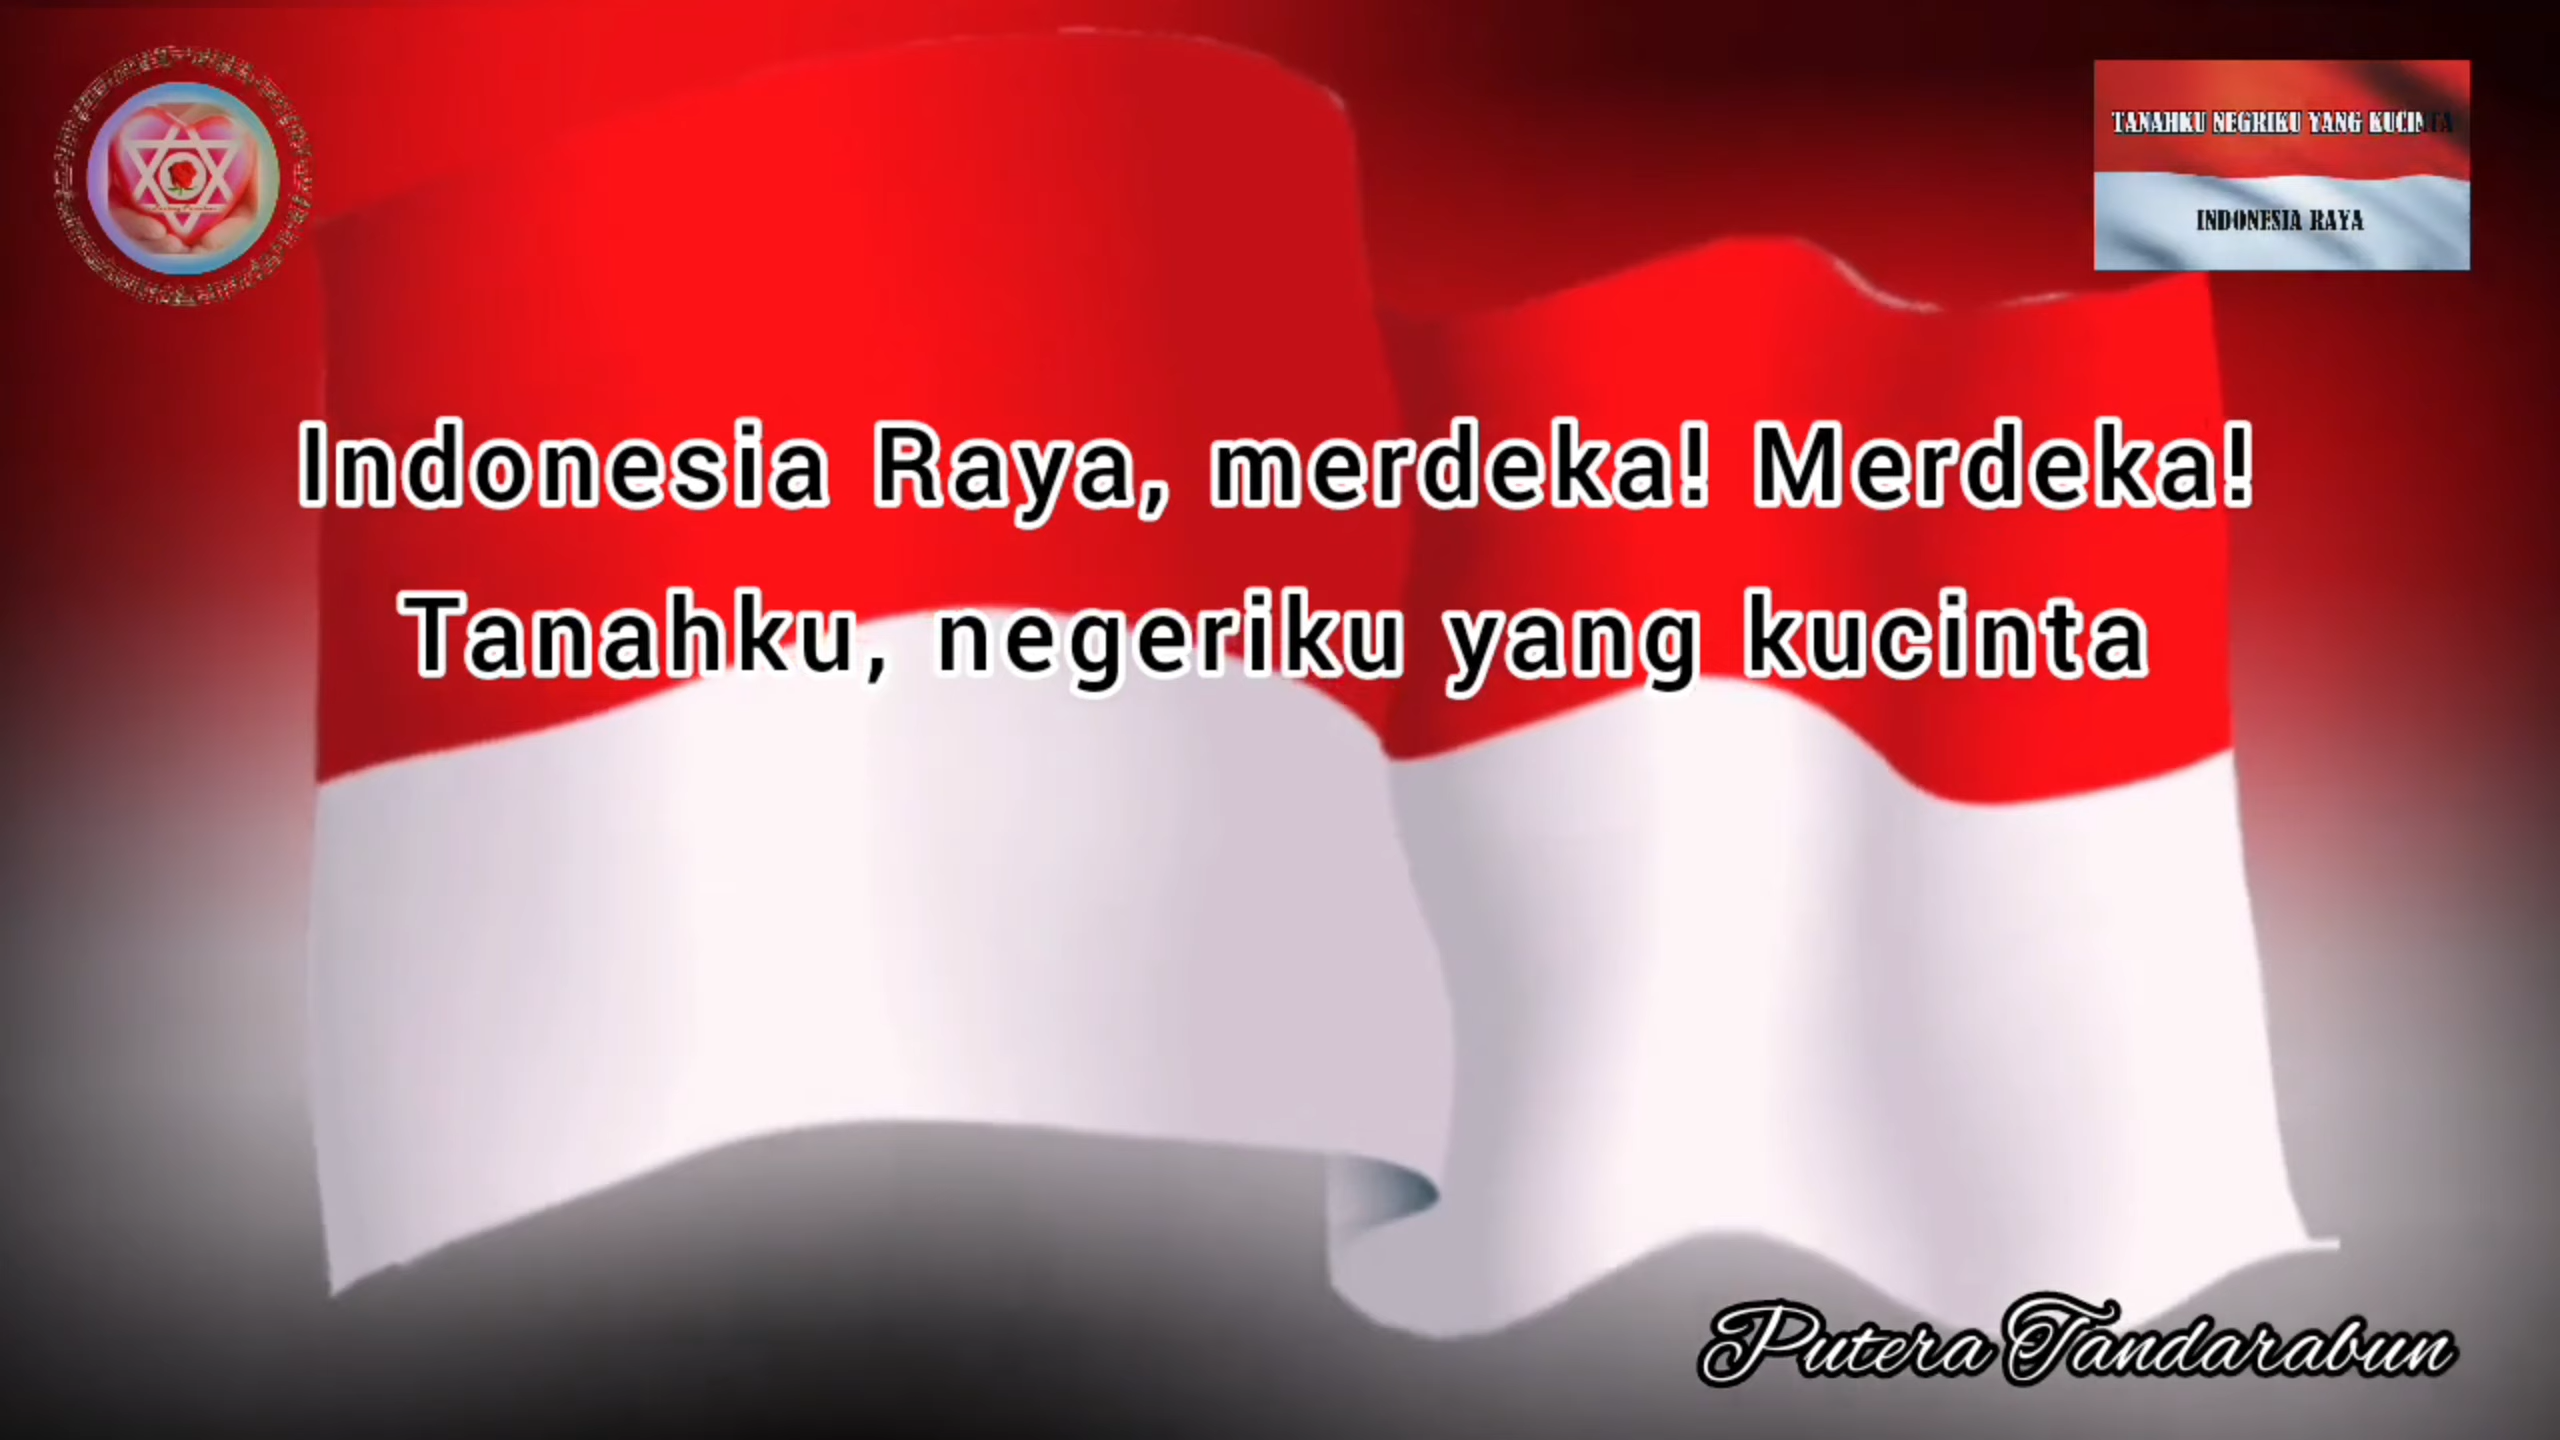 TANAHKU NEGRIKU YANG KUCINTA
INDONESIA RAYA
Indonesia Raya, merdeka! Merdeka!
Tanahku, negeriku yang kucinta
Putera Tandarabun